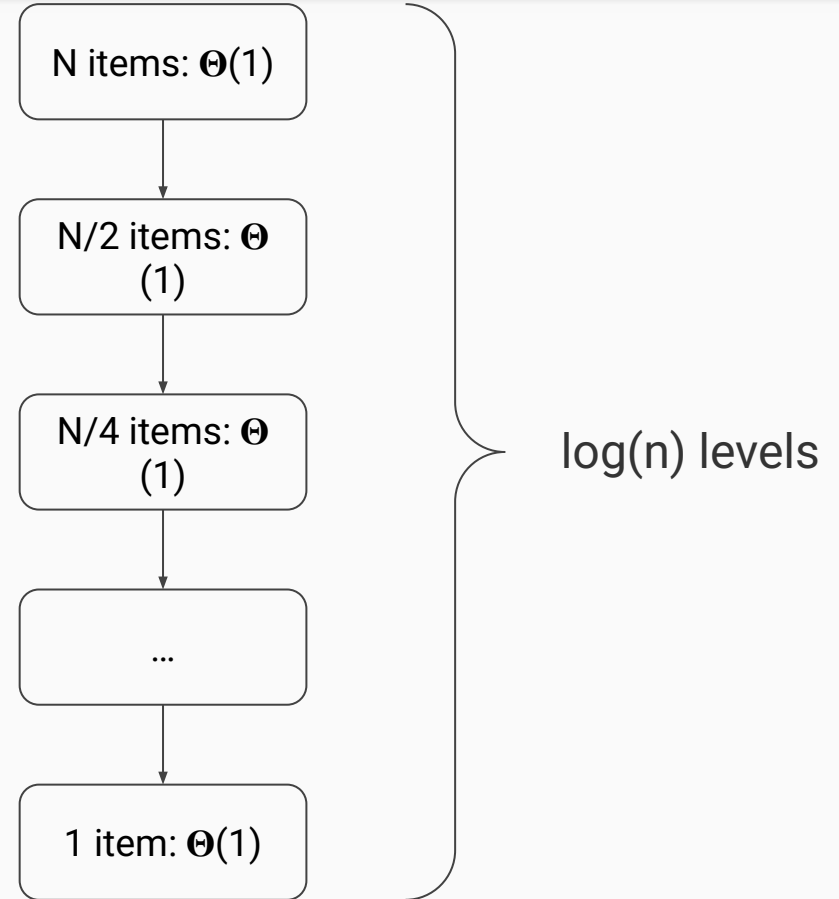 N items: Θ(1)
N/2 items: Θ
(1)
N/4 items: Θ
(1)
log(n) levels
...
1 item: Θ(1)